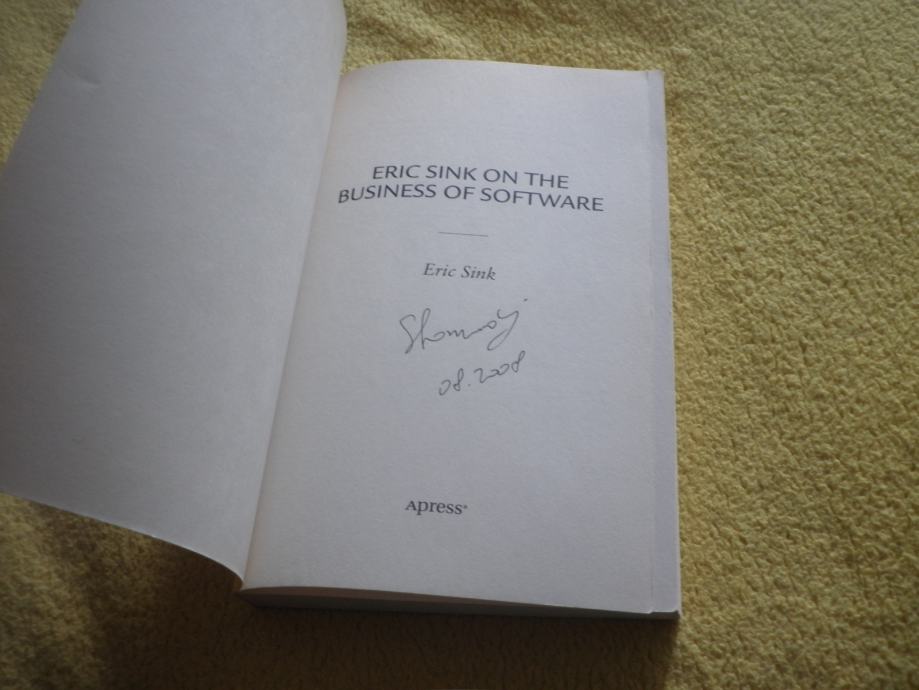 ERIC SINK ON THE
BUSINESS OF SOFTWARE
Eric Sink
08.2008
Apress®